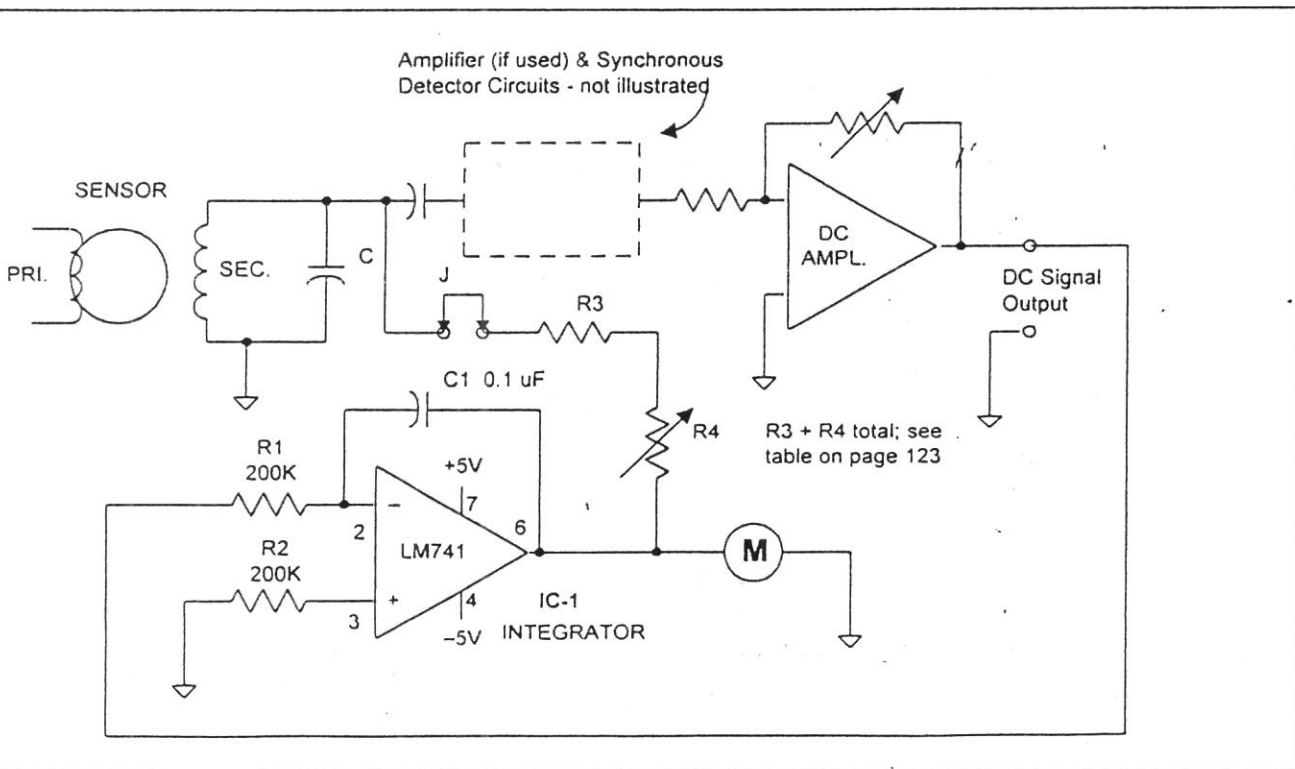 Amplifier (if used) & Synchronous
Detector Circuits - not illustrated
SENSOR
PRI.
SEC.
C
J
R3
DC
AMPL.
DC Signal
Output
C1 0.1 uF
R4
R3 + R4 total; see
table on page 123
R1
200K
+5V
7
2
−
6
LM741
R2
200K
+
3
4
−5V
IC-1
INTEGRATOR
M